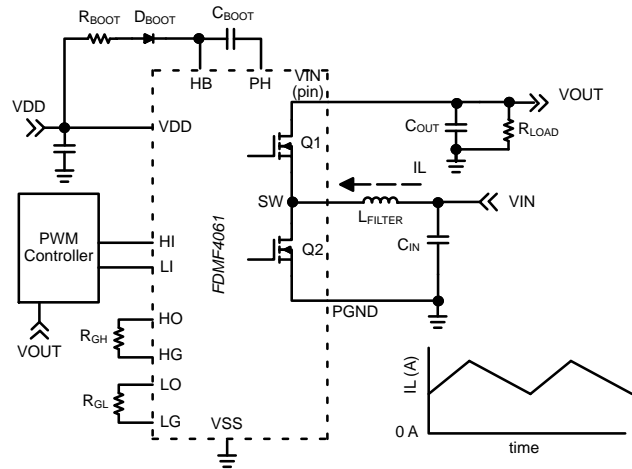 RBOOT DBOOT CBOOT
HB PH VIN
(pin)
VDD
VDD
VOUT
COUT
RLOAD
Q1
IL
SW
LFILTER
VIN
CIN
PWM
Controller
HI
LI
FDMF4061
Q2
PGND
VOUT
HO
RGH
HG
LO
RGL
LG
VSS
IL (A)
0 A
time